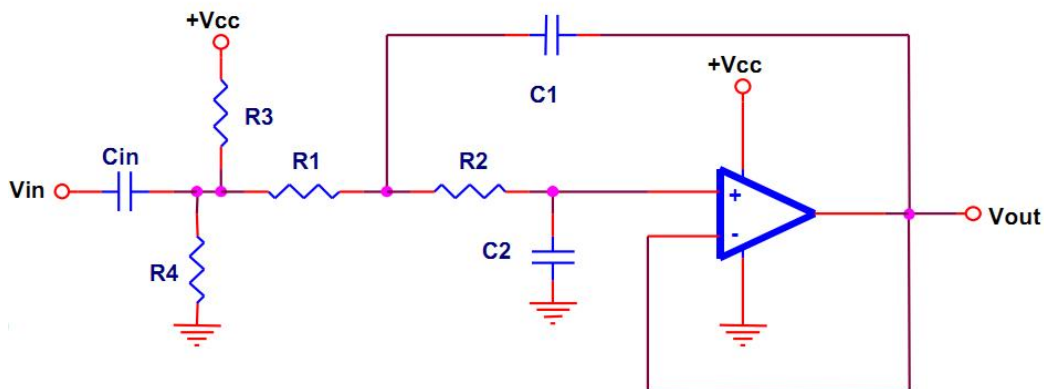 +Vcc
+Vcc
C1
R3
Cin
R1
R2
Vin
+
Vout
-
C2
R4